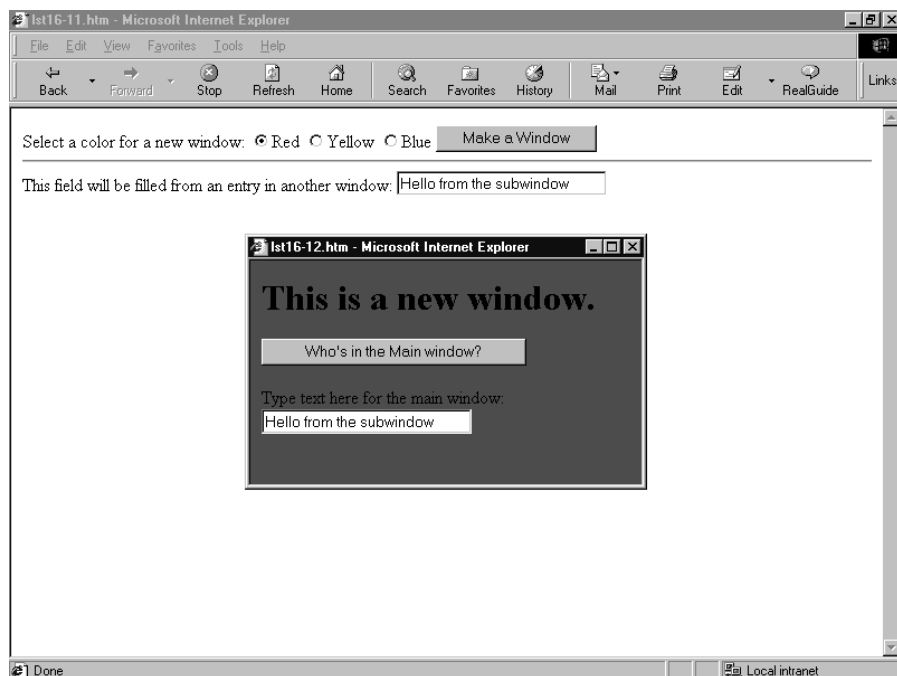 lst16-11.htm - Microsoft Internet Explorer
File Edit View Favorites Tools Help
Back Forward Stop Refresh Home Search Favorites History Mail Print Edit RealGuide Links
Select a color for a new window: Red Yellow Blue Make a Window
This field will be filled from an entry in another window: Hello from the subwindow
lst16-12.htm - Microsoft Internet Explorer
This is a new window.
Who's in the Main window?
Type text here for the main window:
Hello from the subwindow
Done Local intranet